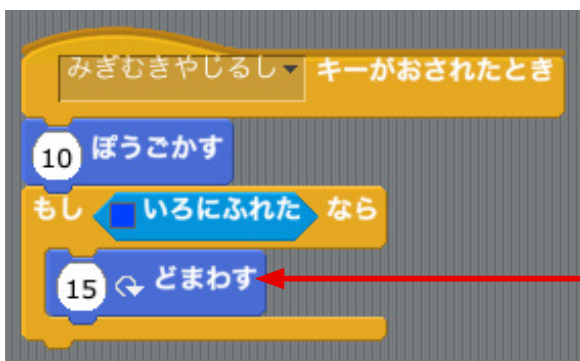 みぎむきやじるし キーがおされたとき
10 ぽうごかす
もし いろにふれた なら
15 どまわす